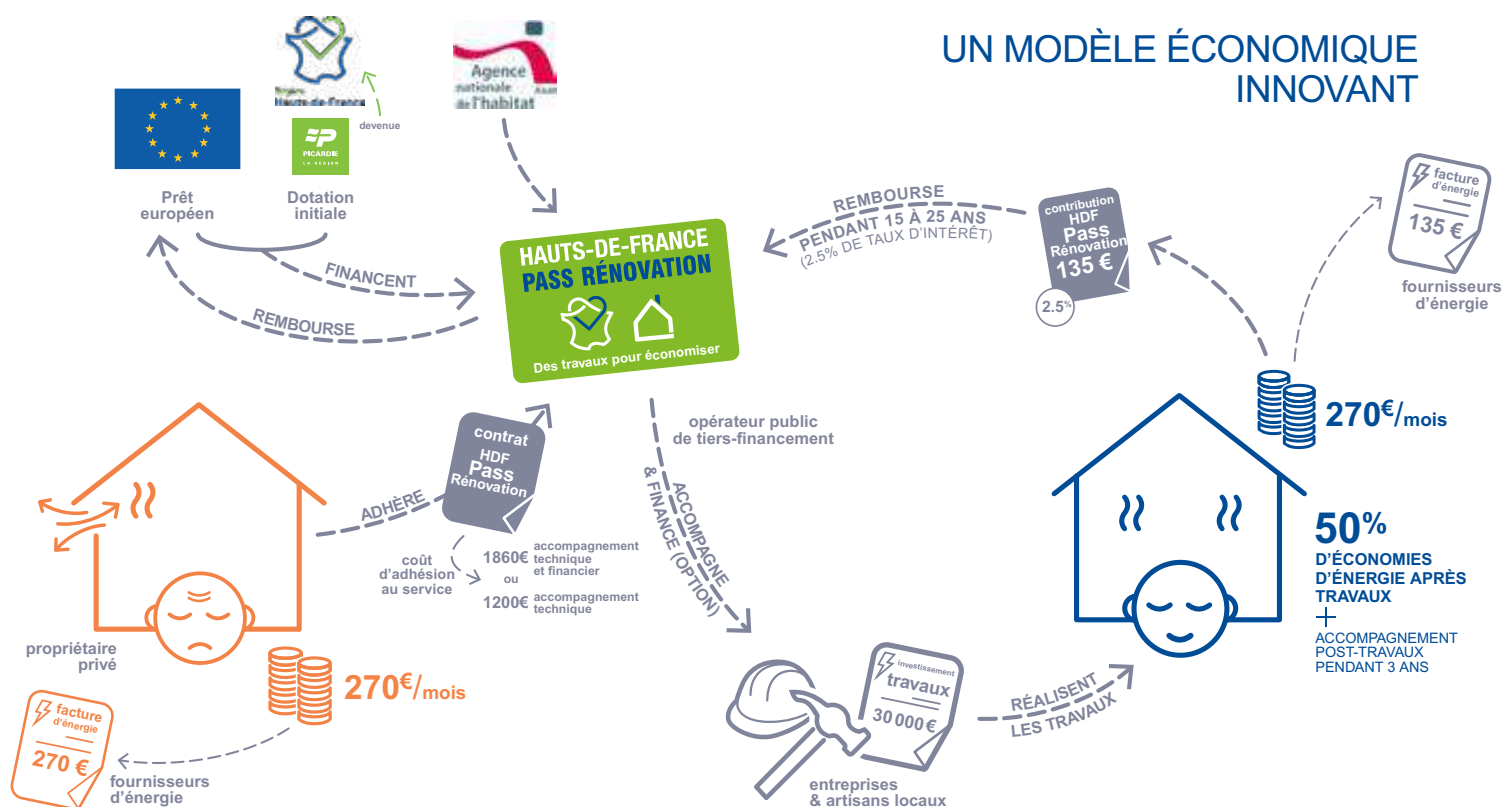 UN MODÈLE ÉCONOMIQUE
INNOVANT
Région
Hauts-de-France
devenue
PICARDIE
LA RÉGION
Agence
nationale
de l'habitat
Anah
Prêt
européen
Dotation
initiale
FINANCENT
REMBOURSE
HAUTS-DE-FRANCE
PASS RÉNOVATION
Des travaux pour économiser
opérateur public
de tiers-financement
REMBOURSE
PENDANT 15 À 25 ANS
(2.5% DE TAUX D'INTÉRÊT)
contribution
HDF
Pass
Rénovation
135 €
2.5%
facture
d'énergie
135 €
fournisseurs
d'énergie
270€/mois
50%
D'ÉCONOMIES
D'ÉNERGIE APRÈS
TRAVAUX
+
ACCOMPAGNEMENT
POST-TRAVAUX
PENDANT 3 ANS
contrat
HDF
Pass
Rénovation
ADHÈRE
coût
d'adhésion
au service
1860€ accompagnement
technique
et financier
ou
1200€ accompagnement
technique
ACCOMPAGNE
& FINANCE (OPTION)
propriétaire
privé
270€/mois
facture
d'énergie
270 €
fournisseurs
d'énergie
investissement
travaux
30 000 €
entreprises
& artisans locaux
RÉALISENT
LES TRAVAUX